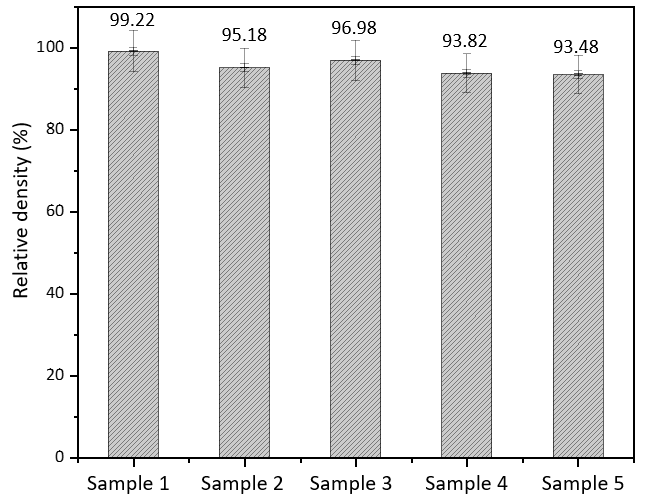 99.22
95.18
96.98
93.82
93.48
100
80
60
40
20
0
Relative density (%)
Sample 1
Sample 2
Sample 3
Sample 4
Sample 5